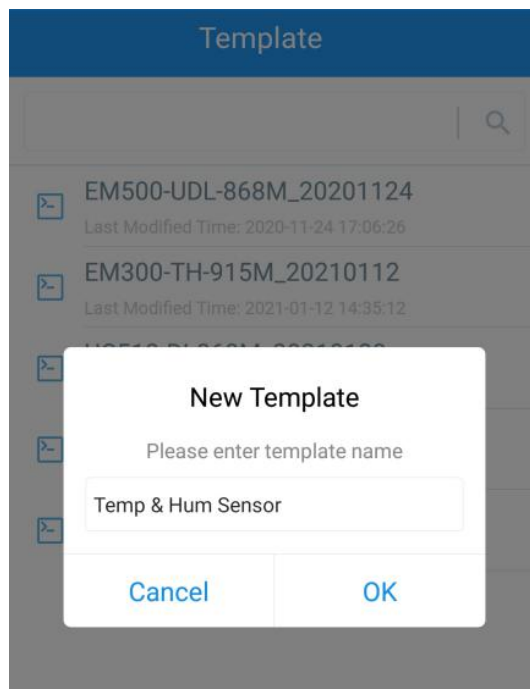 Template
EM500-UDL-868M_20201124
Last Modified Time: 2020-11-24 17:06:26
EM300-TH-915M_20210112
Last Modified Time: 2021-01-12 14:35:12
New Template
Please enter template name
Temp & Hum Sensor
Cancel
OK